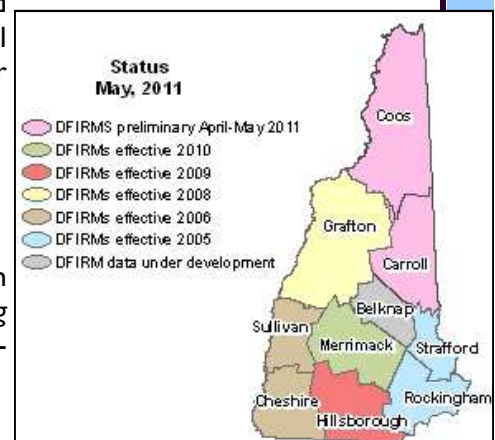 Status
May, 2011
DFIRMS preliminary April-May 2011
DFIRMs effective 2010
DFIRMs effective 2009
DFIRMs effective 2008
DFIRMs effective 2006
DFIRMs effective 2005
DFIRM data under development
Coos
Grafton
Carroll
Belknap
Sullivan
Merrimack
Strafford
Cheshire
Rockingham
Hillsborough